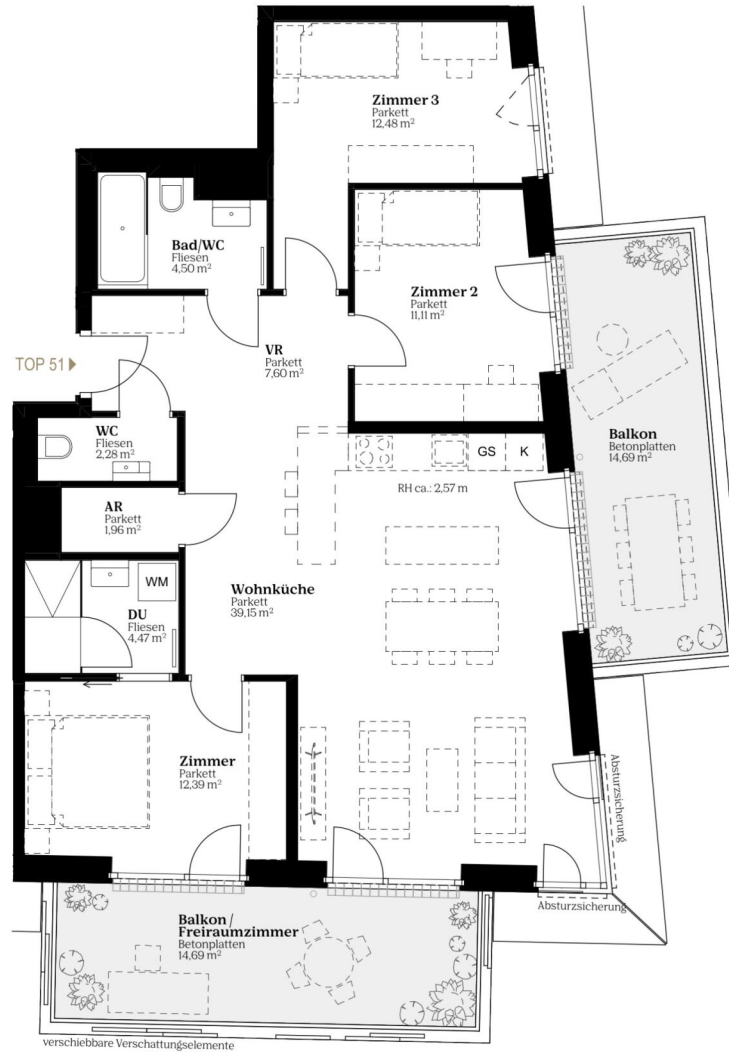 Zimmer 3
Parkett
12,48 m²
Bad/WC
Fliesen
4,50 m²
Zimmer 2
Parkett
11,11 m²
VR
Parkett
7,60 m²
TOP 51
WC
Fliesen
2,28 m²
GS
K
Balkon
Betonplatten
14,69 m²
RH ca.: 2,57 m
AR
Parkett
1,96 m²
WM
DU
Fliesen
4,47 m²
Wohnküche
Parkett
39,15 m²
Zimmer
Parkett
12,39 m²
Absturzsicherung
Absturzsicherung
Balkon /
Freiraumzimmer
Betonplatten
14,69 m²
verschiebbare Verschattungselemente